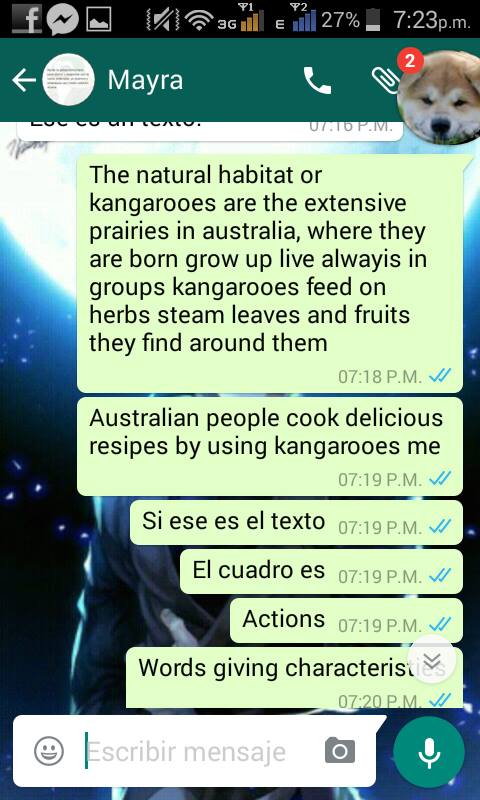 3G
E
27%
7:23p.m.
Mayra
2
Ese es un texto.
07:16 P.M.
The natural habitat or
kangarooes are the extensive
prairies in australia, where they
are born grow up live alwayis in
groups kangarooes feed on
herbs steam leaves and fruits
they find around them
07:18 P.M.
Australian people cook delicious
resipes by using kangarooes me
07:19 P.M.
Si ese es el texto 07:19 P.M.
El cuadro es 07:19 P.M.
Actions 07:19 P.M.
Words giving characteristics
07:20 P.M.
Escribir mensaje